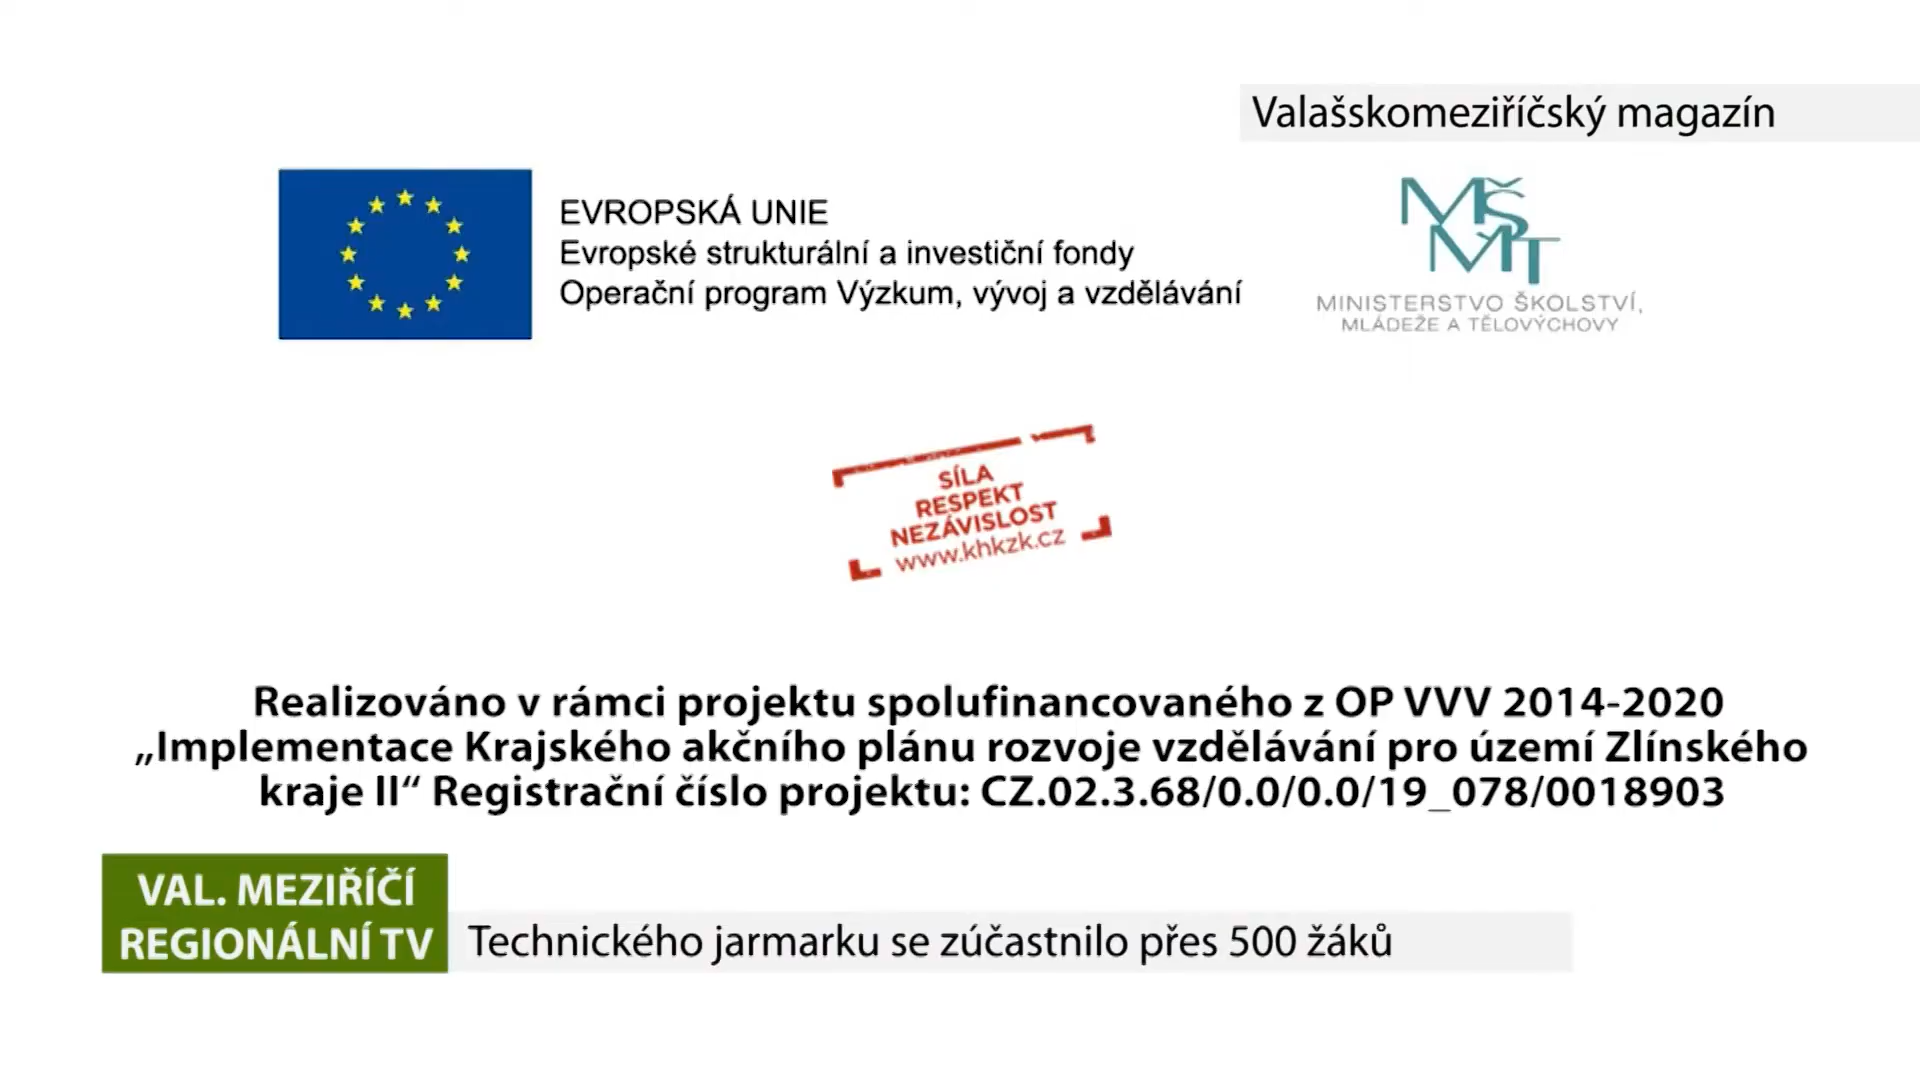 Valašskomeziříčský magazín
EVROPSKÁ UNIE
Evropské strukturální a investiční fondy
Operační program Výzkum, vývoj a vzdělávání
MŠMT
MINISTERSTVO ŠKOLSTVÍ,
MLÁDEŽE A TĚLOVÝCHOVY
SÍLA
RESPEKT
NEZÁVISLOST
www.khkzk.cz
Realizováno v rámci projektu spolufinancovaného z OP VVV 2014-2020
„Implementace Krajského akčního plánu rozvoje vzdělávání pro území Zlínského
kraje II“ Registrační číslo projektu: CZ.02.3.68/0.0/0.0/19_078/0018903
VAL. MEZIŘÍČÍ
REGIONÁLNÍ TV
Technického jarmarku se zúčastnilo přes 500 žáků